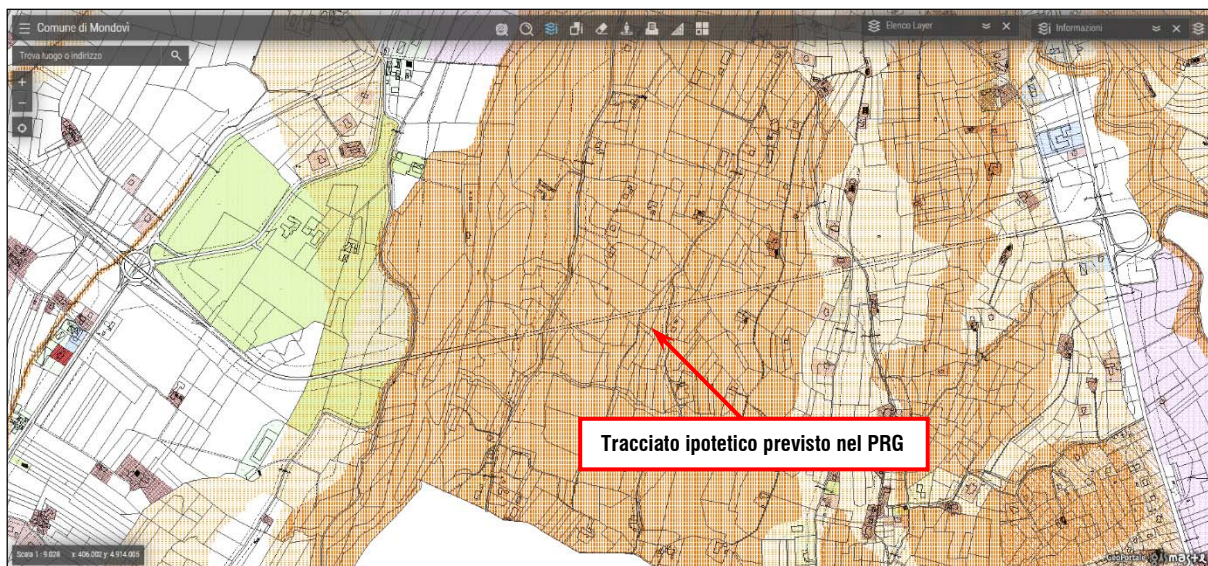 Comune di Mondovì
Elenco Layer
Informazioni
Trova luogo o indirizzo
Tracciato ipotetico previsto nel PRG
Scala 1 : 9.028 x: 406.002 y: 4.914.005
GeoPortale